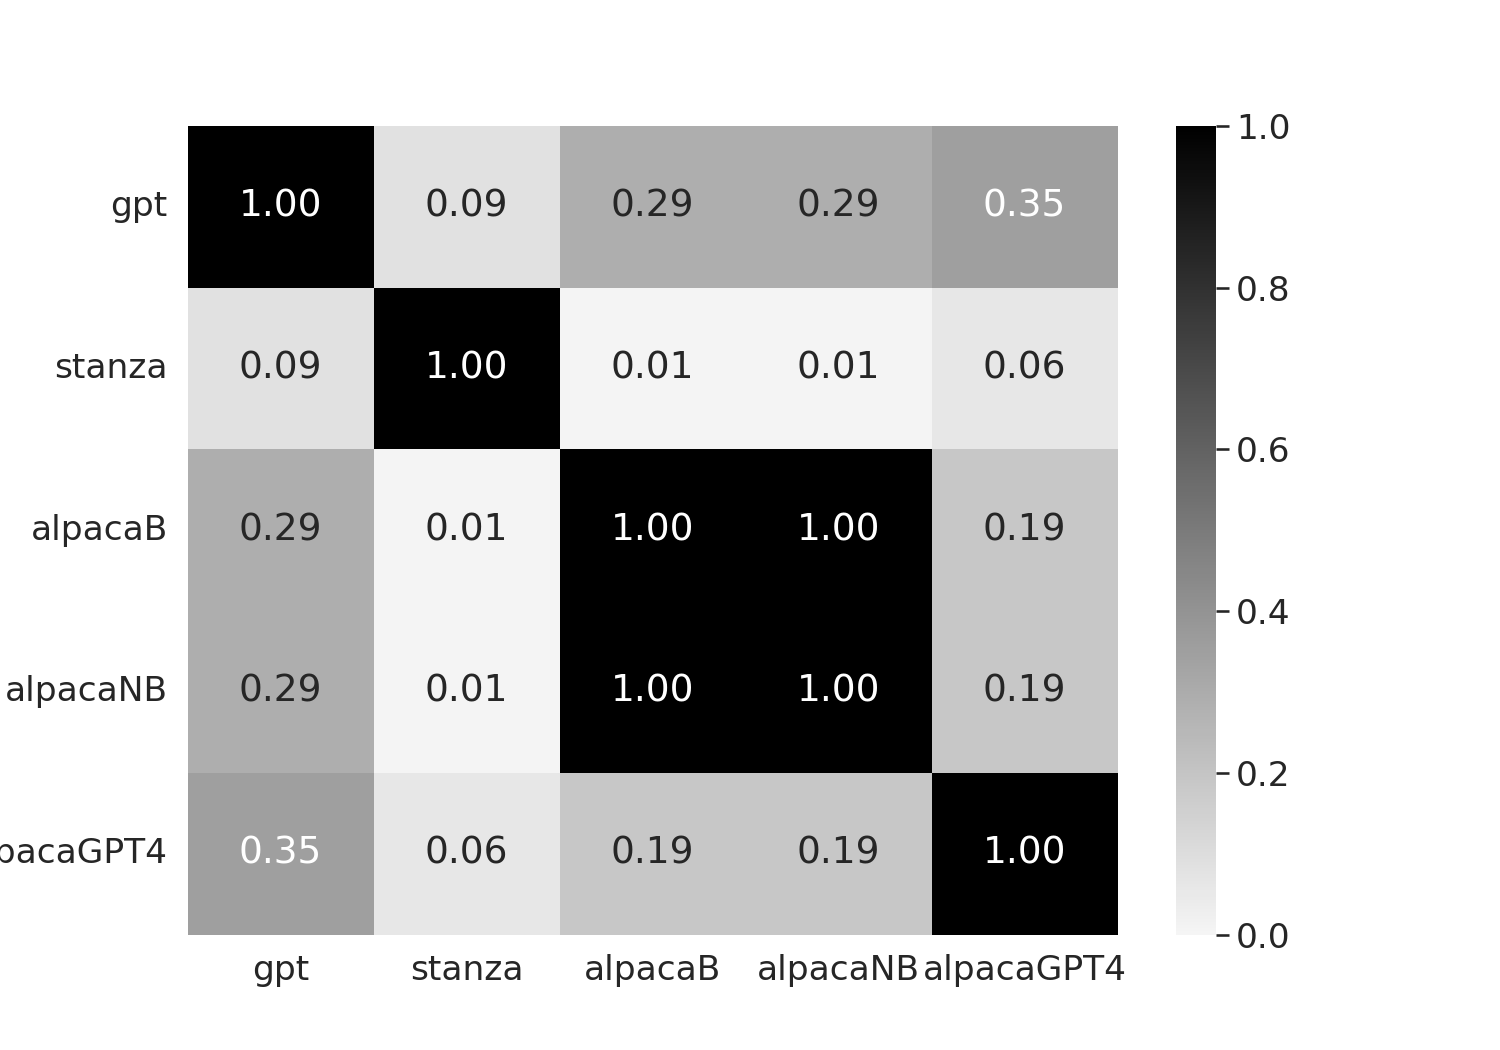 1.0
gpt 1.00 0.09 0.29 0.29 0.35
0.8
stanza 0.09 1.00 0.01 0.01 0.06
0.6
alpacaB 0.29 0.01 1.00 1.00 0.19
0.4
alpacaNB 0.29 0.01 1.00 1.00 0.19
0.2
pacaGPT4 0.35 0.06 0.19 0.19 1.00
0.0
gpt stanza alpacaB alpacaNB alpacaGPT4